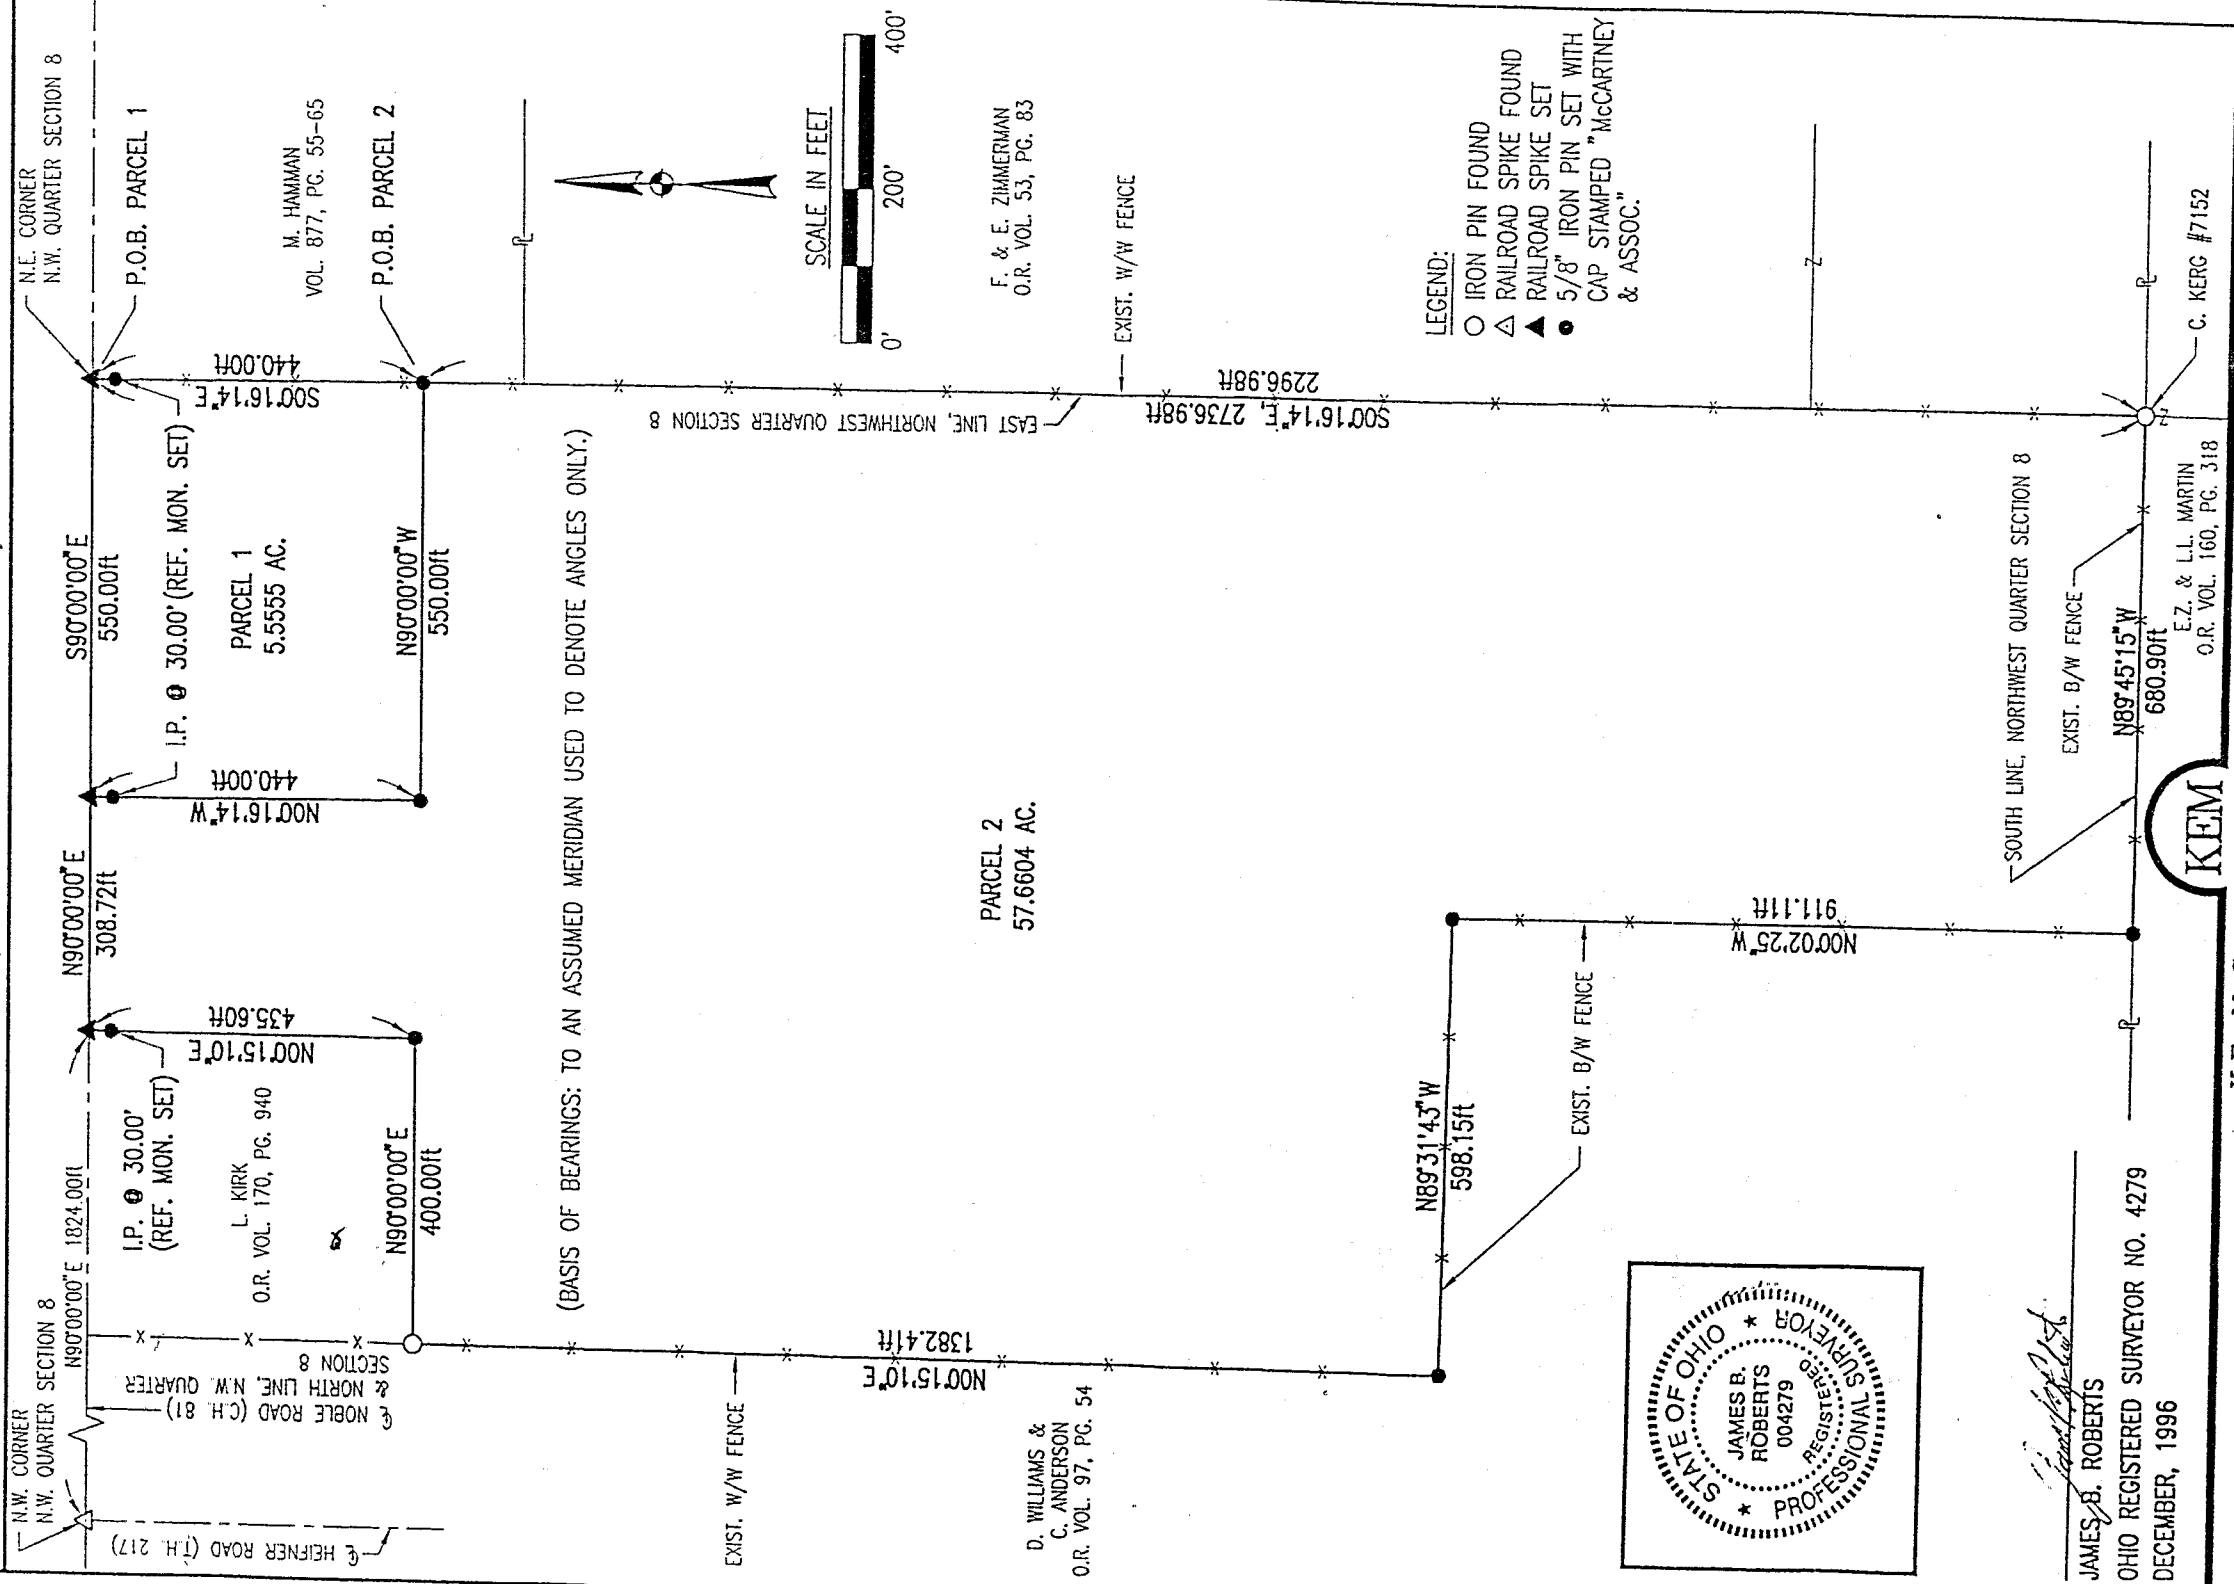 N.W. CORNER
N.W. QUARTER SECTION 8
N90°00'00"E 1824.00ft
℄ HEIFNER ROAD (T.H. 217)
℄ NOBLE ROAD (C.H. 81)
& NORTH LINE, N.W. QUARTER
SECTION 8
I.P. @ 30.00'
(REF. MON. SET)
L. KIRK
O.R. VOL. 170, PG. 940
N00°15'10"E
435.60ft
N90°00'00"E
400.00ft
N90°00'00"E
308.72ft
S90°00'00"E
550.00ft
N.E. CORNER
N.W. QUARTER SECTION 8
P.O.B. PARCEL 1
I.P. @ 30.00' (REF. MON. SET)
N00°16'14"W
440.00ft
PARCEL 1
5.5555 AC.
S00°16'14"E
440.00ft
M. HAMMAN
VOL. 877, PG. 55-65
P.O.B. PARCEL 2
N90°00'00"W
550.00ft
(BASIS OF BEARINGS: TO AN ASSUMED MERIDIAN USED TO DENOTE ANGLES ONLY.)
SCALE IN FEET
0' 200' 400'
EAST LINE, NORTHWEST QUARTER SECTION 8
F. & E. ZIMMERMAN
O.R. VOL. 53, PG. 83
EXIST. W/W FENCE
S00°16'14"E, 2736.98ft
2296.98ft
EXIST. W/W FENCE
N00°15'10"E
1382.41ft
D. WILLIAMS &
C. ANDERSON
O.R. VOL. 97, PG. 54
PARCEL 2
57.6604 AC.
LEGEND:
IRON PIN FOUND
RAILROAD SPIKE FOUND
RAILROAD SPIKE SET
5/8" IRON PIN SET WITH
CAP STAMPED "McCARTNEY
& ASSOC."
N89°31'43"W
598.15ft
EXIST. B/W FENCE
N00°02'25"W
911.11ft
SOUTH LINE, NORTHWEST QUARTER SECTION 8
EXIST. B/W FENCE
N89°45'15"W
680.90ft
C. KERG #7152
E.Z. & L.L. MARTIN
O.R. VOL. 160, PG. 318
KEM
STATE OF OHIO
JAMES B.
ROBERTS
004279
REGISTERED
PROFESSIONAL SURVEYOR
JAMES B. ROBERTS
OHIO REGISTERED SURVEYOR NO. 4279
DECEMBER, 1996